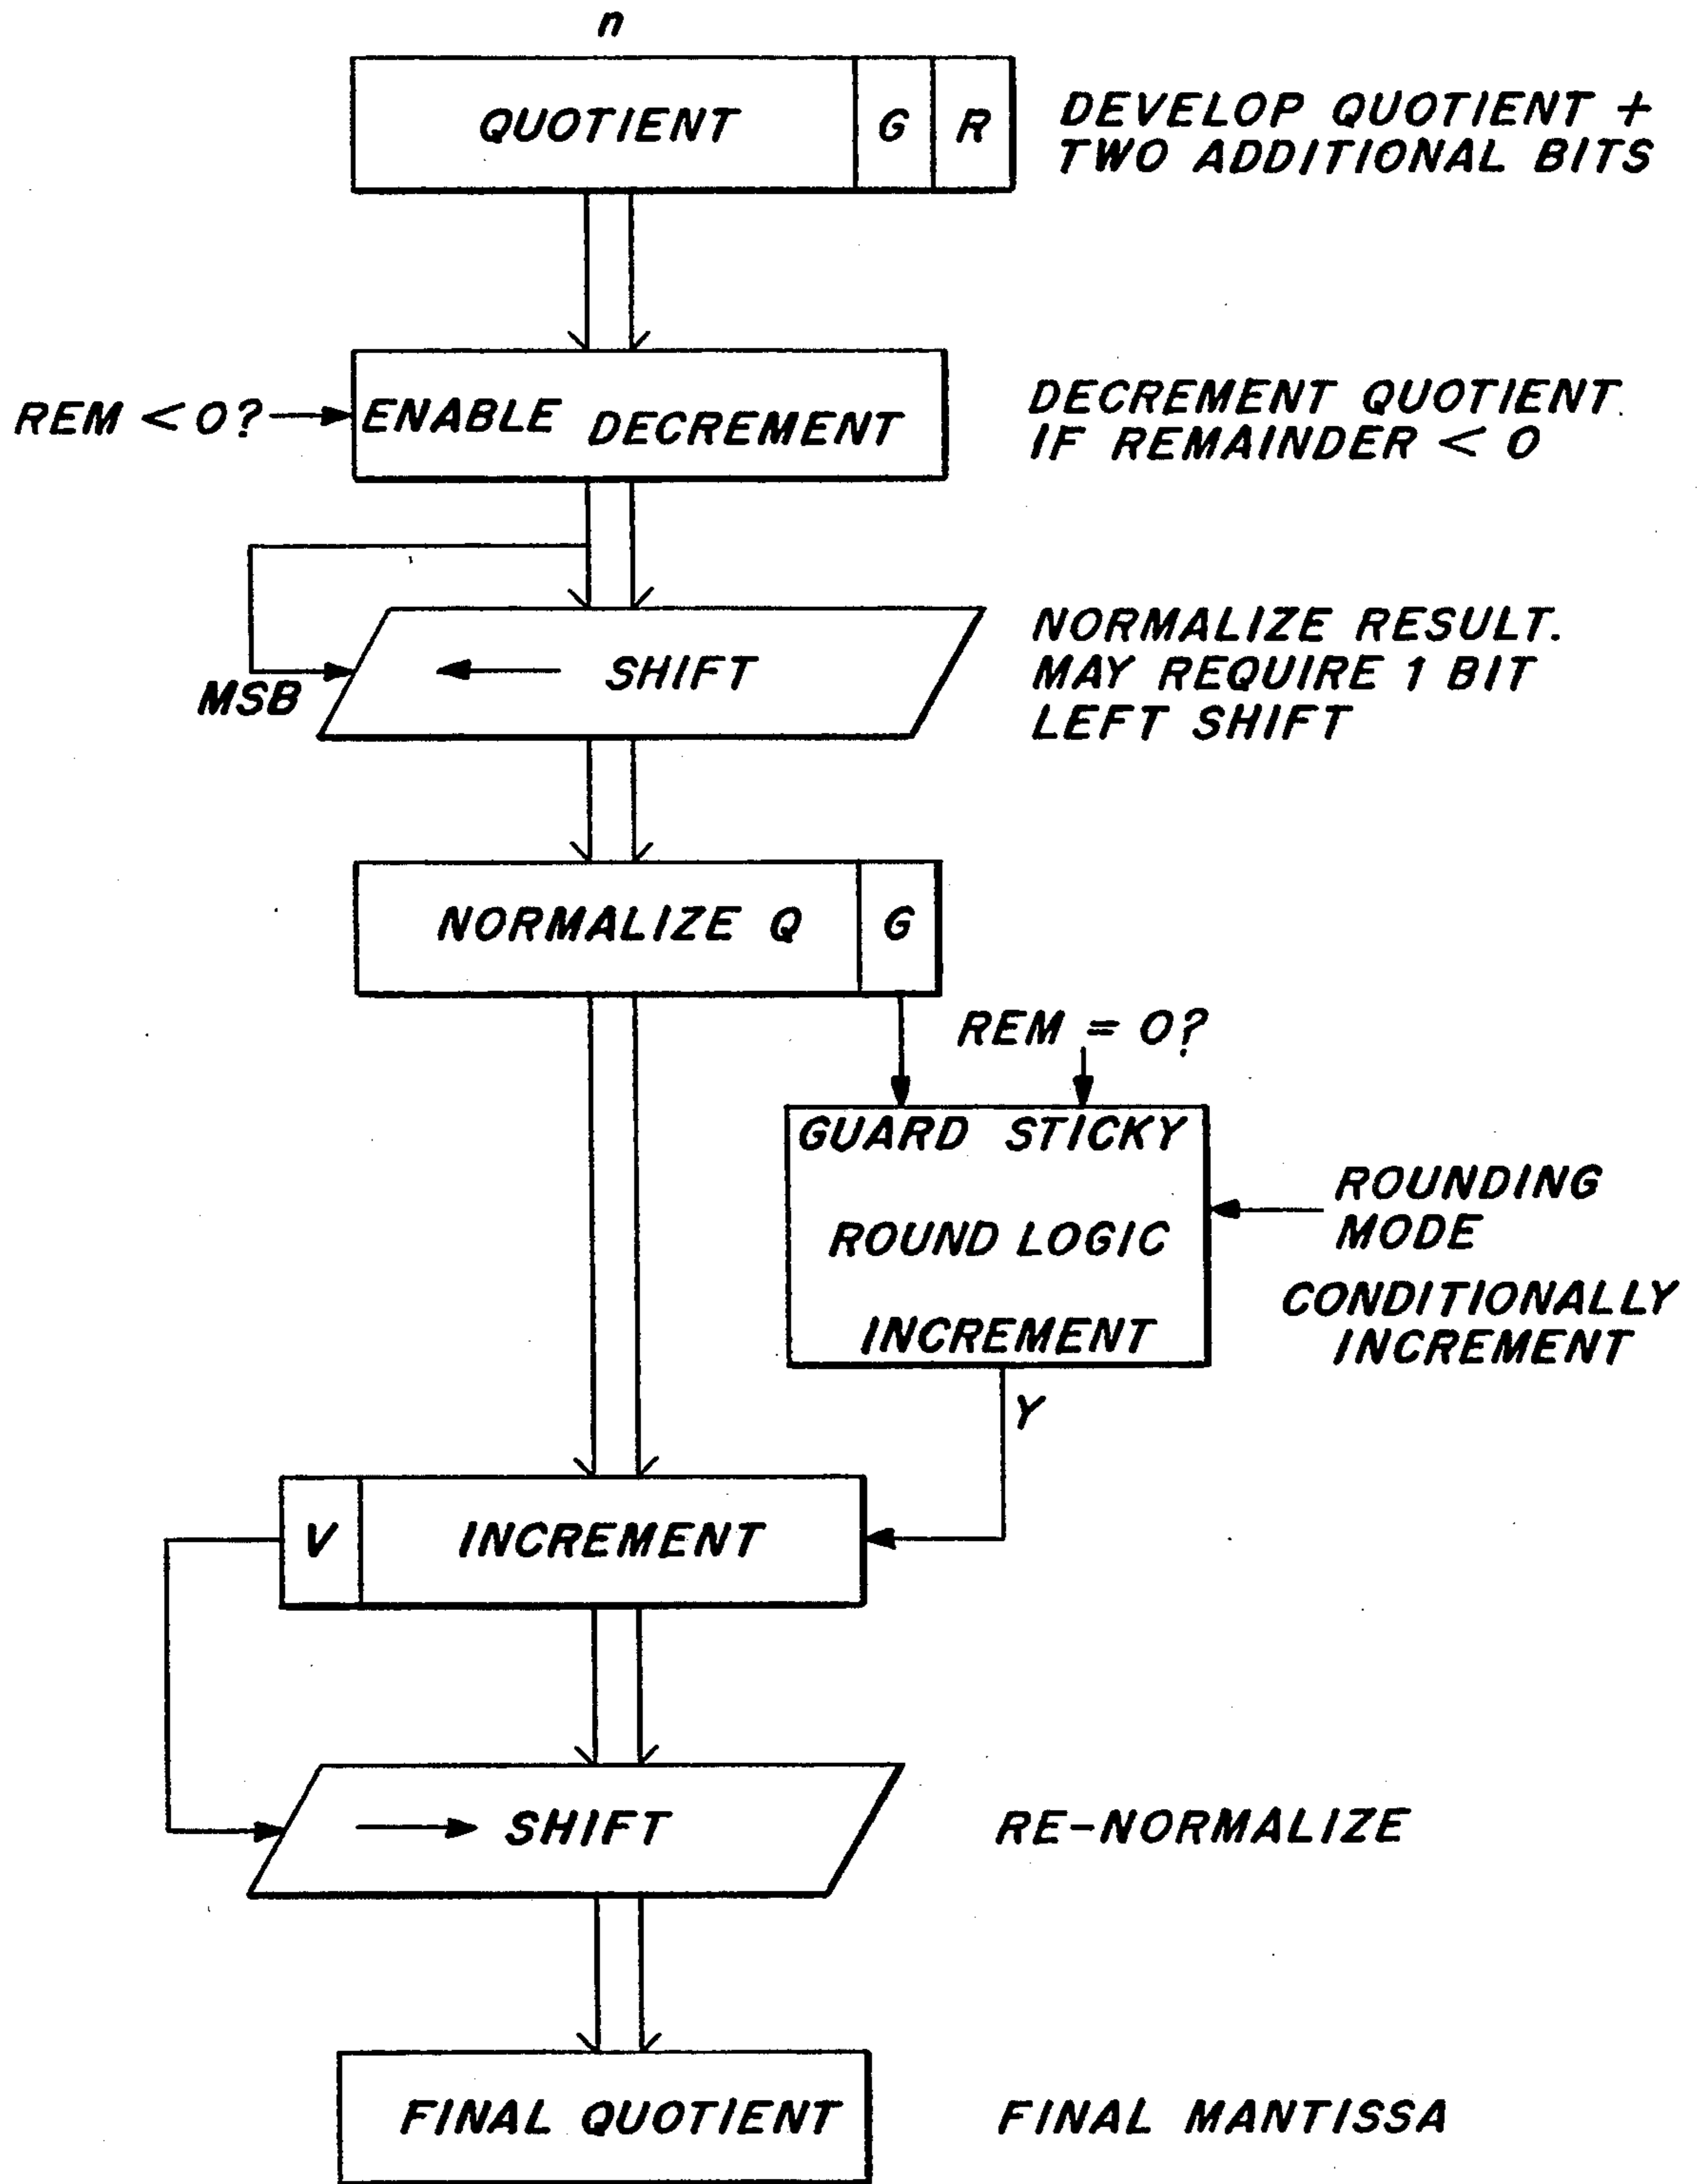 n
QUOTIENT G R
DEVELOP QUOTIENT +
TWO ADDITIONAL BITS
REM < 0?
ENABLE DECREMENT
DECREMENT QUOTIENT
IF REMAINDER < 0
MSB
SHIFT
NORMALIZE RESULT.
MAY REQUIRE 1 BIT
LEFT SHIFT
NORMALIZE Q G
REM = 0?
GUARD STICKY
ROUND LOGIC
INCREMENT
ROUNDING
MODE
CONDITIONALLY
INCREMENT
Y
V INCREMENT
SHIFT
RE-NORMALIZE
FINAL QUOTIENT
FINAL MANTISSA